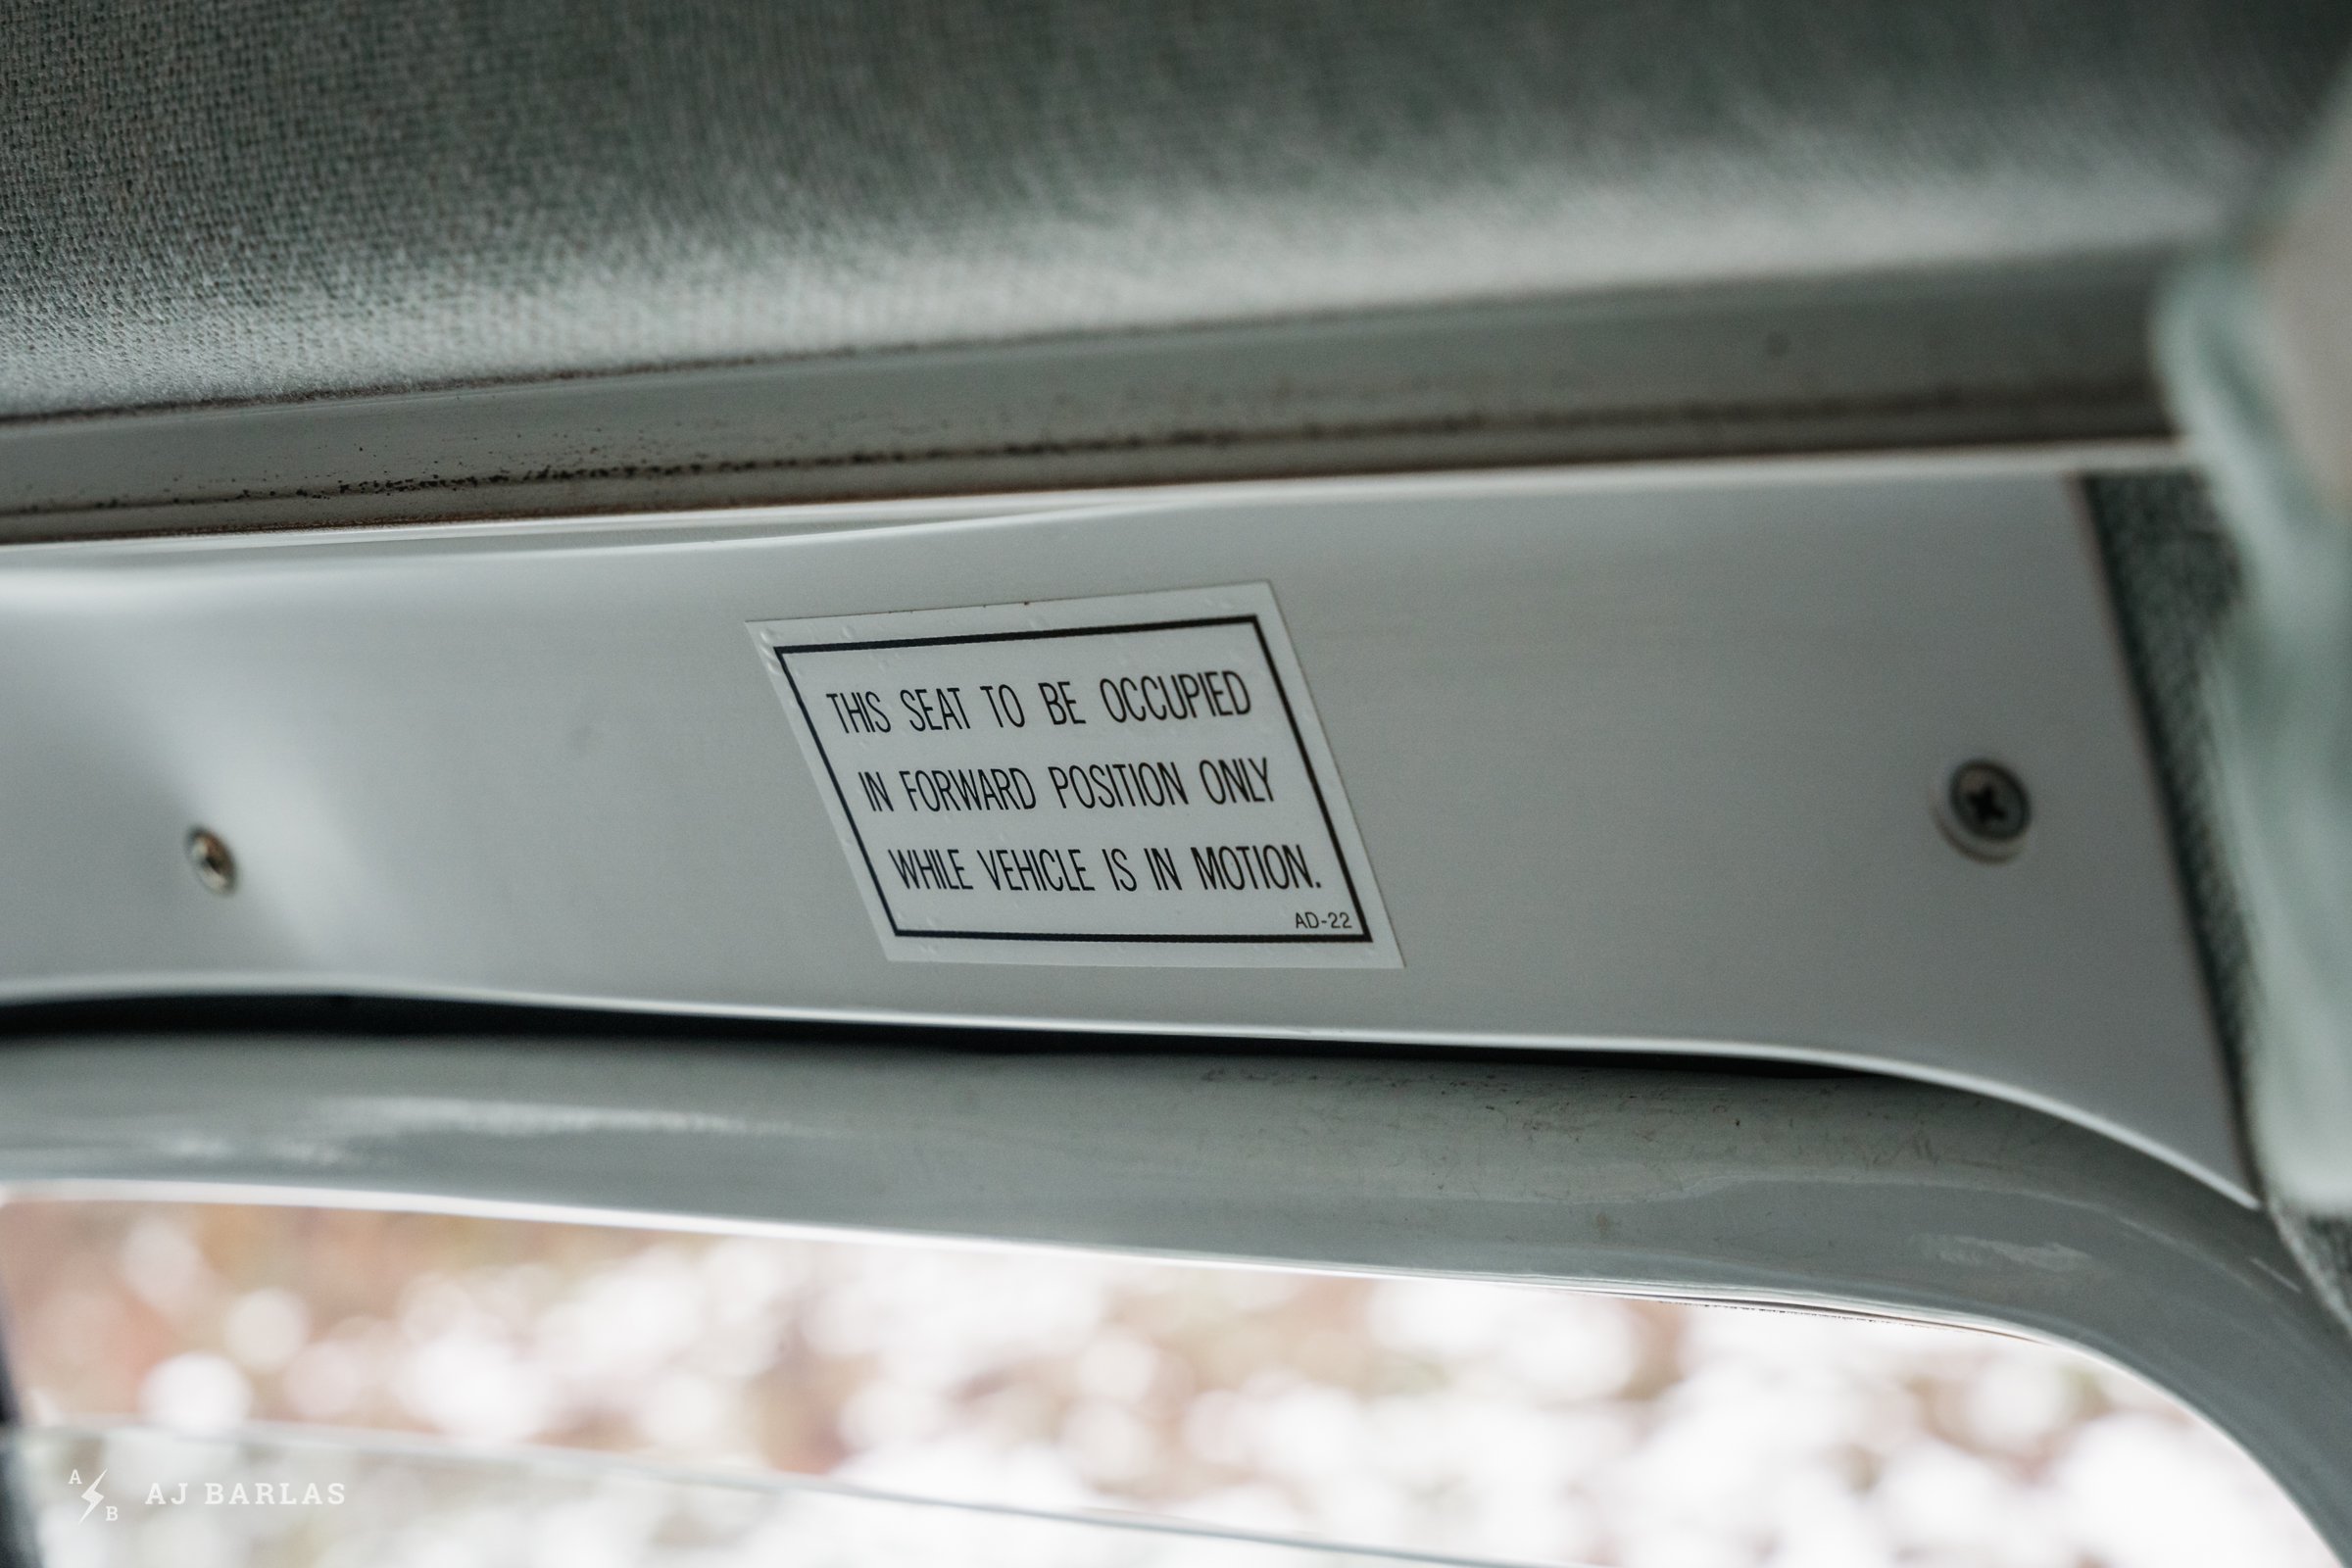 THIS SEAT TO BE OCCUPIED
IN FORWARD POSITION ONLY
WHILE VEHICLE IS IN MOTION.
AD-22
A B AJ BARLAS